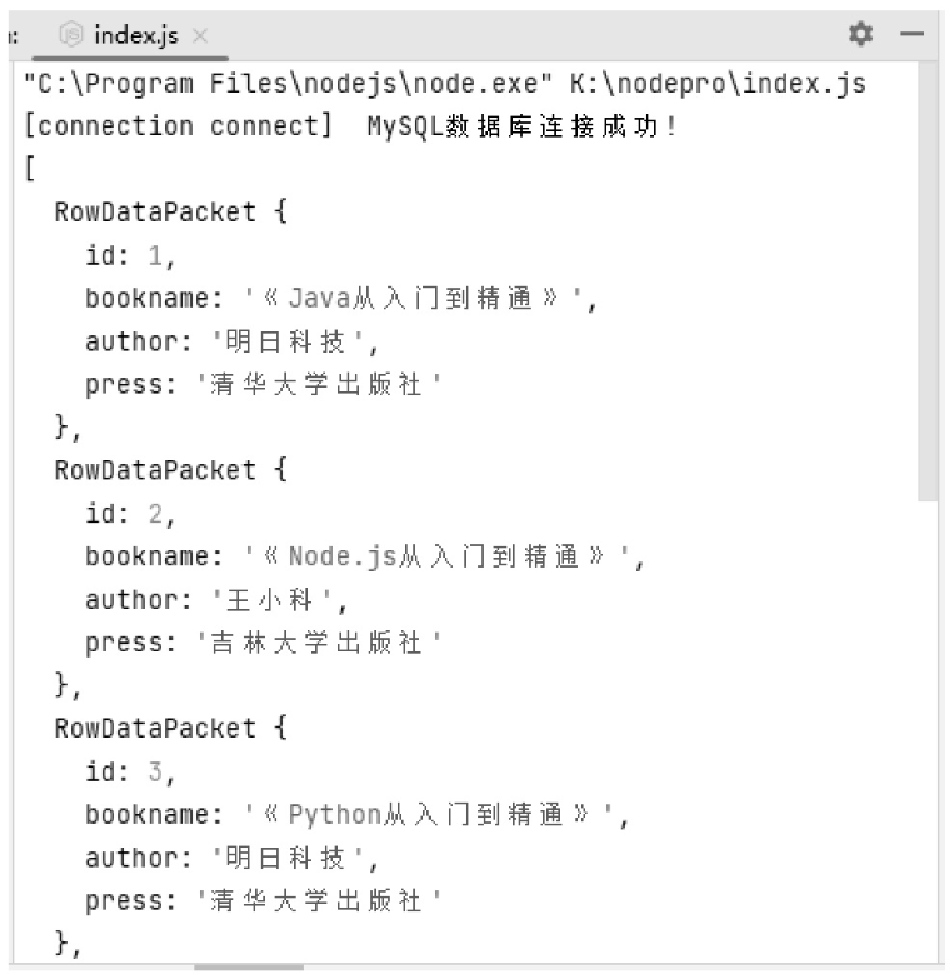 index.js
"C:\Program Files\nodejs\node.exe" K:\nodepro\index.js
[connection connect]  MySQL数据库连接成功!
[
  RowDataPacket {
    id: 1,
    bookname: '《Java从入门到精通》',
    author: '明日科技',
    press: '清华大学出版社'
  },
  RowDataPacket {
    id: 2,
    bookname: '《Node.js从入门到精通》',
    author: '王小科',
    press: '吉林大学出版社'
  },
  RowDataPacket {
    id: 3,
    bookname: '《Python从入门到精通》',
    author: '明日科技',
    press: '清华大学出版社'
  },